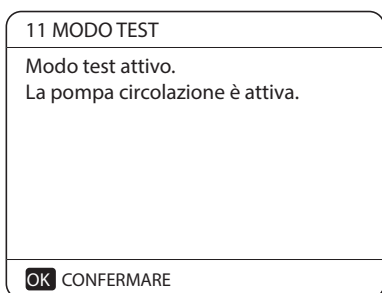 11 MODO TEST
Modo test attivo.
La pompa circolazione è attiva.
OK CONFERMARE